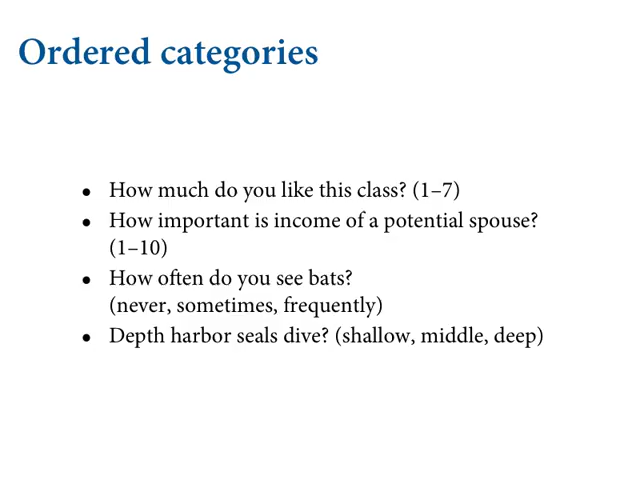 Ordered categories
• How much do you like this class? (1–7)
• How important is income of a potential spouse?
(1–10)
• How often do you see bats?
(never, sometimes, frequently)
• Depth harbor seals dive? (shallow, middle, deep)